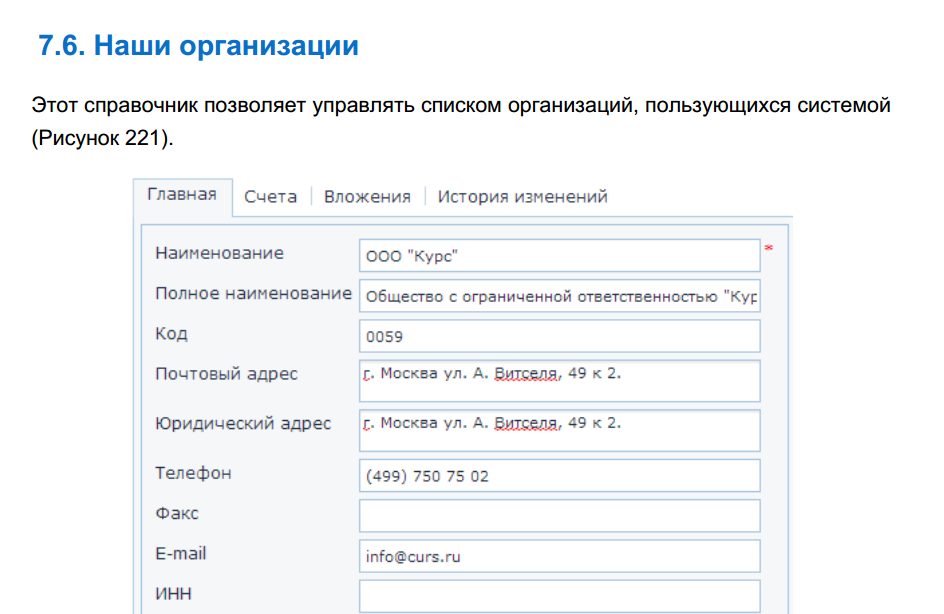 7.6. Наши организации
Этот справочник позволяет управлять списком организаций, пользующихся системой
(Рисунок 221).
Главная Счета Вложения История изменений
Наименование ООО "Курс" *
Полное наименование Общество с ограниченной ответственностью "Кур
Код 0059
Почтовый адрес г. Москва ул. А. Витселя, 49 к 2.
Юридический адрес г. Москва ул. А. Витселя, 49 к 2.
Телефон (499) 750 75 02
Факс
E-mail info@curs.ru
ИНН